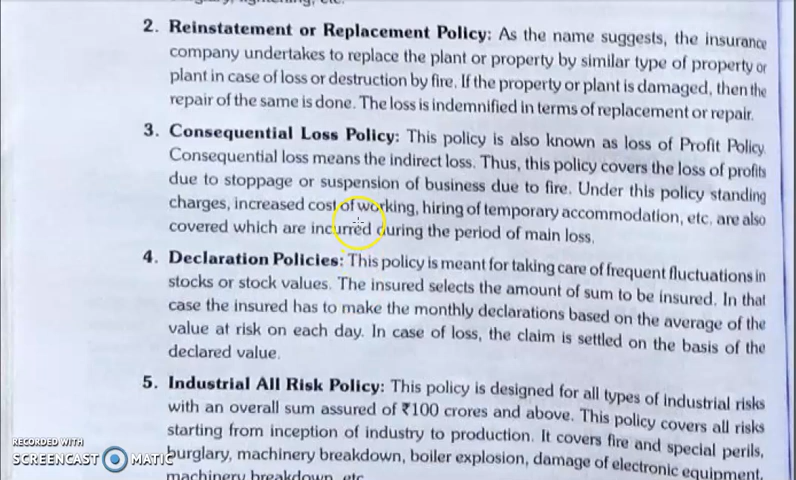 2. Reinstatement or Replacement Policy: As the name suggests, the insurance
company undertakes to replace the plant or property by similar type of property or
plant in case of loss or destruction by fire. If the property or plant is damaged, then the
repair of the same is done. The loss is indemnified in terms of replacement or repair.
3. Consequential Loss Policy: This policy is also known as loss of Profit Policy.
Consequential loss means the indirect loss. Thus, this policy covers the loss of profits
due to stoppage or suspension of business due to fire. Under this policy standing
charges, increased cost of working, hiring of temporary accommodation, etc. are also
covered which are incurred during the period of main loss.
4. Declaration Policies: This policy is meant for taking care of frequent fluctuations in
stocks or stock values. The insured selects the amount of sum to be insured. In that
case the insured has to make the monthly declarations based on the average of the
value at risk on each day. In case of loss, the claim is settled on the basis of the
declared value.
5. Industrial All Risk Policy: This policy is designed for all types of industrial risks
with an overall sum assured of ₹100 crores and above. This policy covers all risks
starting from inception of industry to production. It covers fire and special perils,
burglary, machinery breakdown, boiler explosion, damage of electronic equipment,
machinery breakdown, etc.
RECORDED WITH
SCREENCAST MATIC